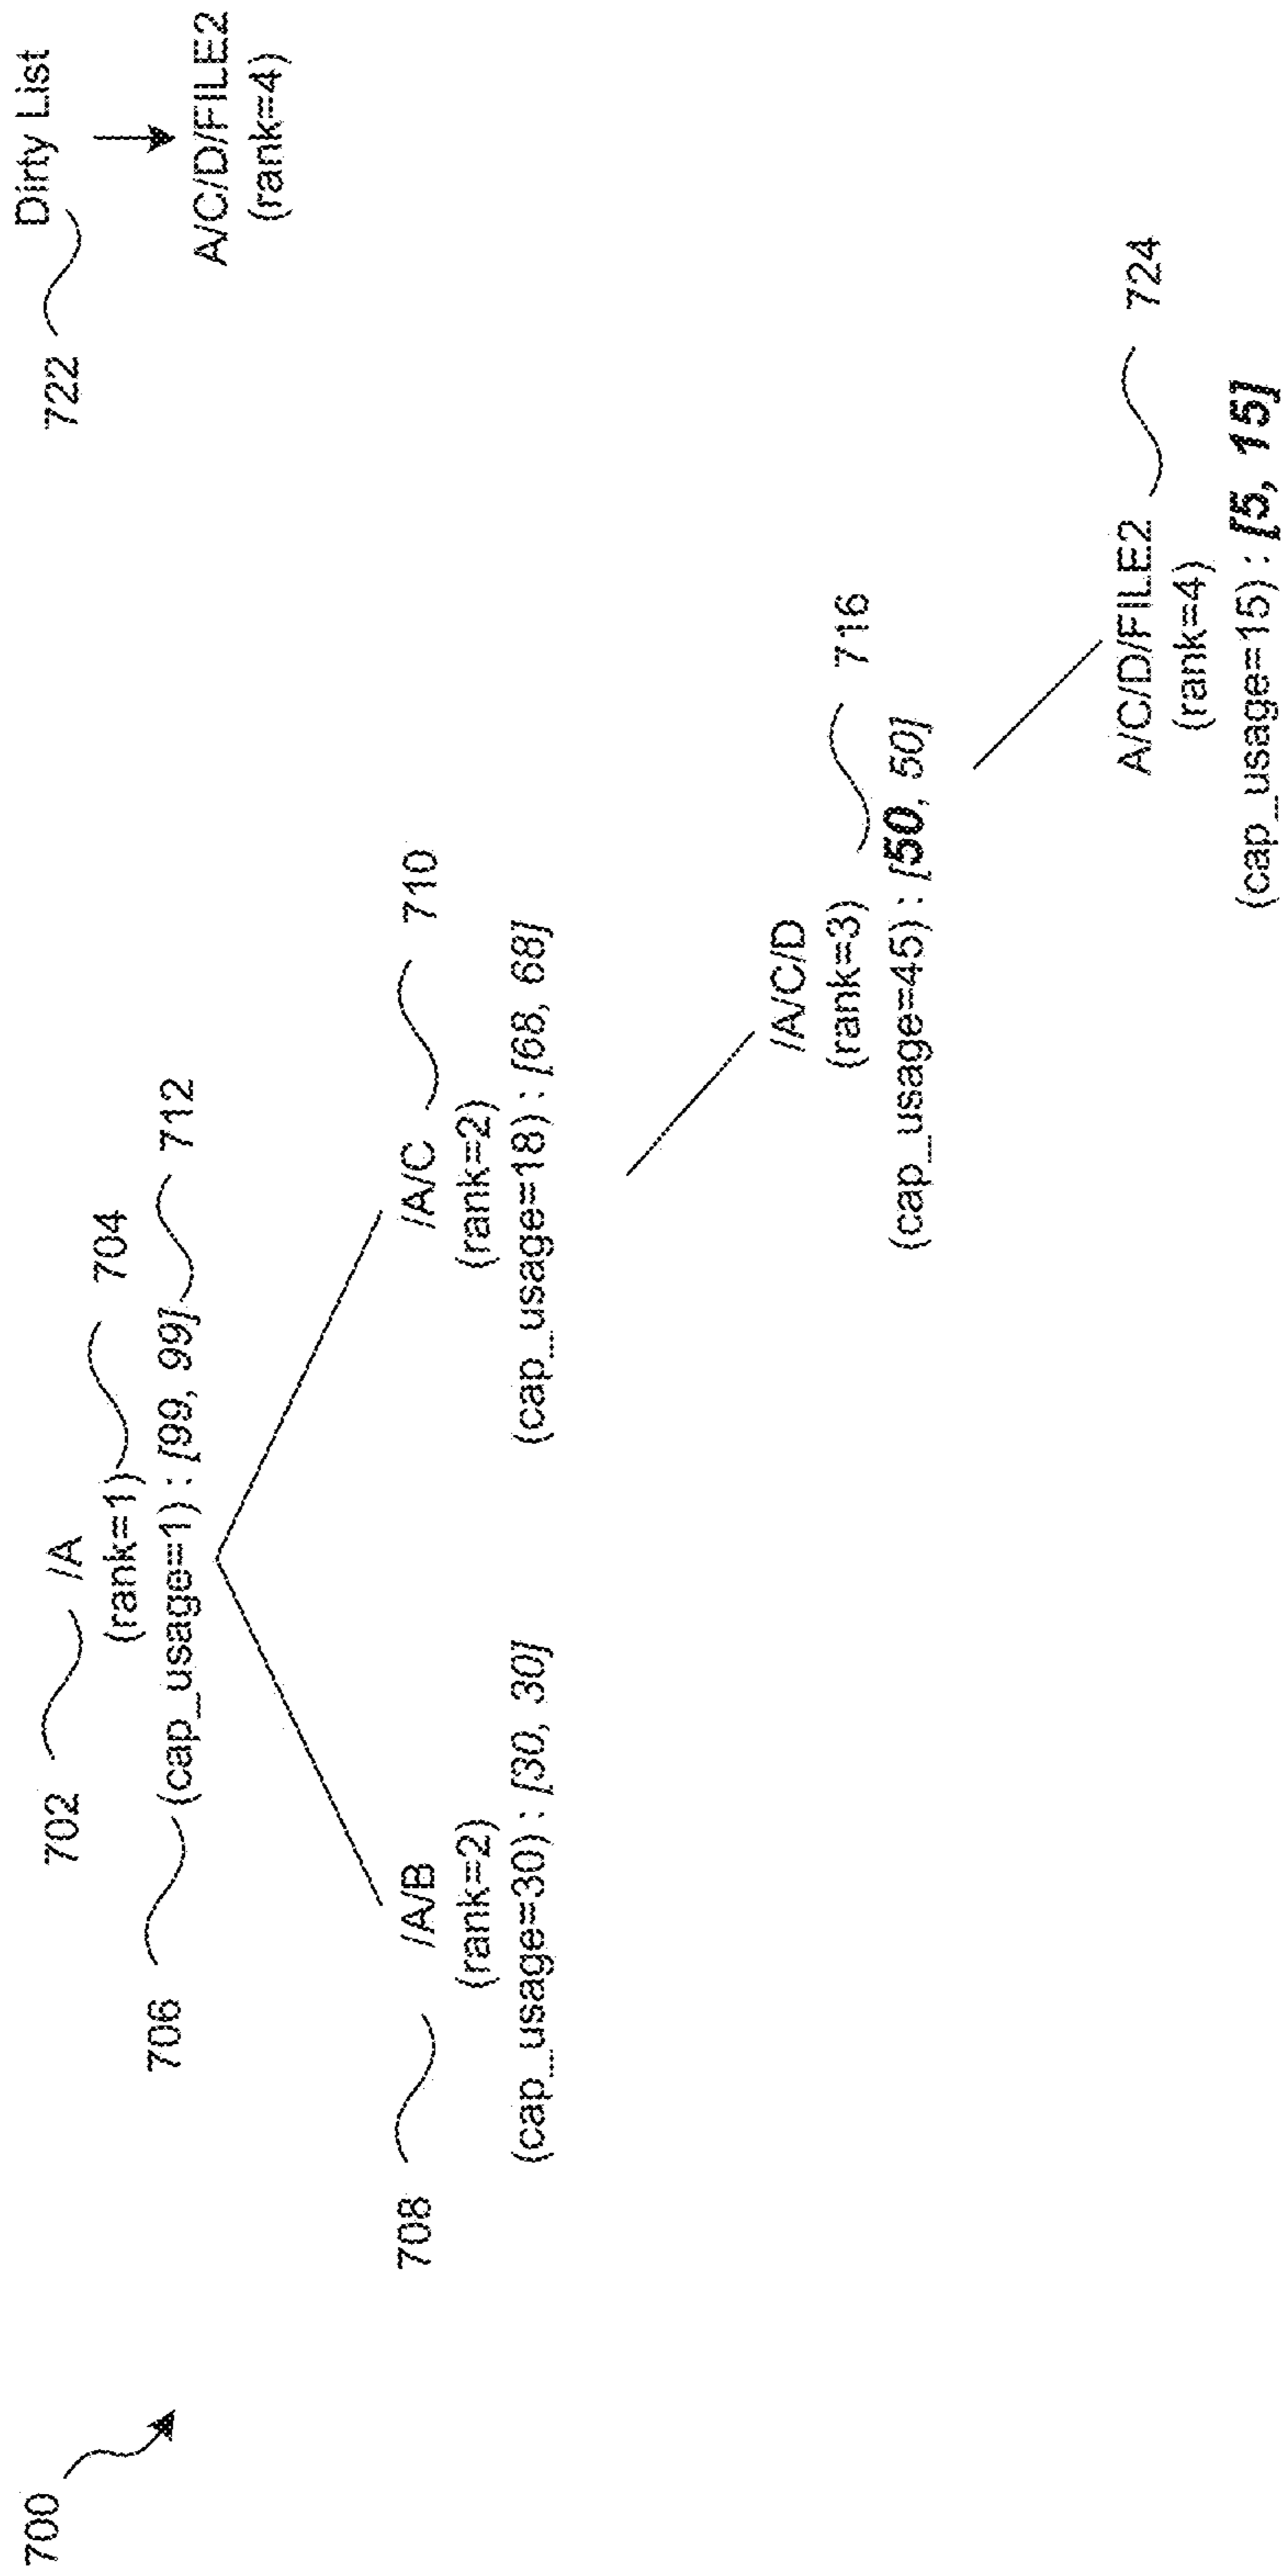 700
702
/A
(rank=1)
704
706
(cap_usage=1) : [99, 99]
712
722
Dirty List
A/C/D/FILE2
(rank=4)
708
/A/B
(rank=2)
(cap_usage=30) : [30, 30]
/A/C
710
(rank=2)
(cap_usage=18) : [68, 68]
/A/C/D
716
(rank=3)
(cap_usage=45) : [50, 50]
A/C/D/FILE2
724
(rank=4)
(cap_usage=15) : [5, 15]